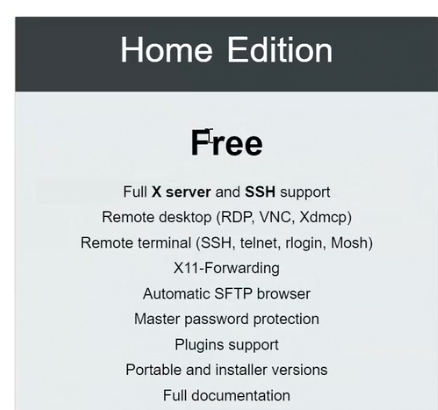 Home Edition
Free
Full X server and SSH support
Remote desktop (RDP, VNC, Xdmcp)
Remote terminal (SSH, telnet, rlogin, Mosh)
X11-Forwarding
Automatic SFTP browser
Master password protection
Plugins support
Portable and installer versions
Full documentation